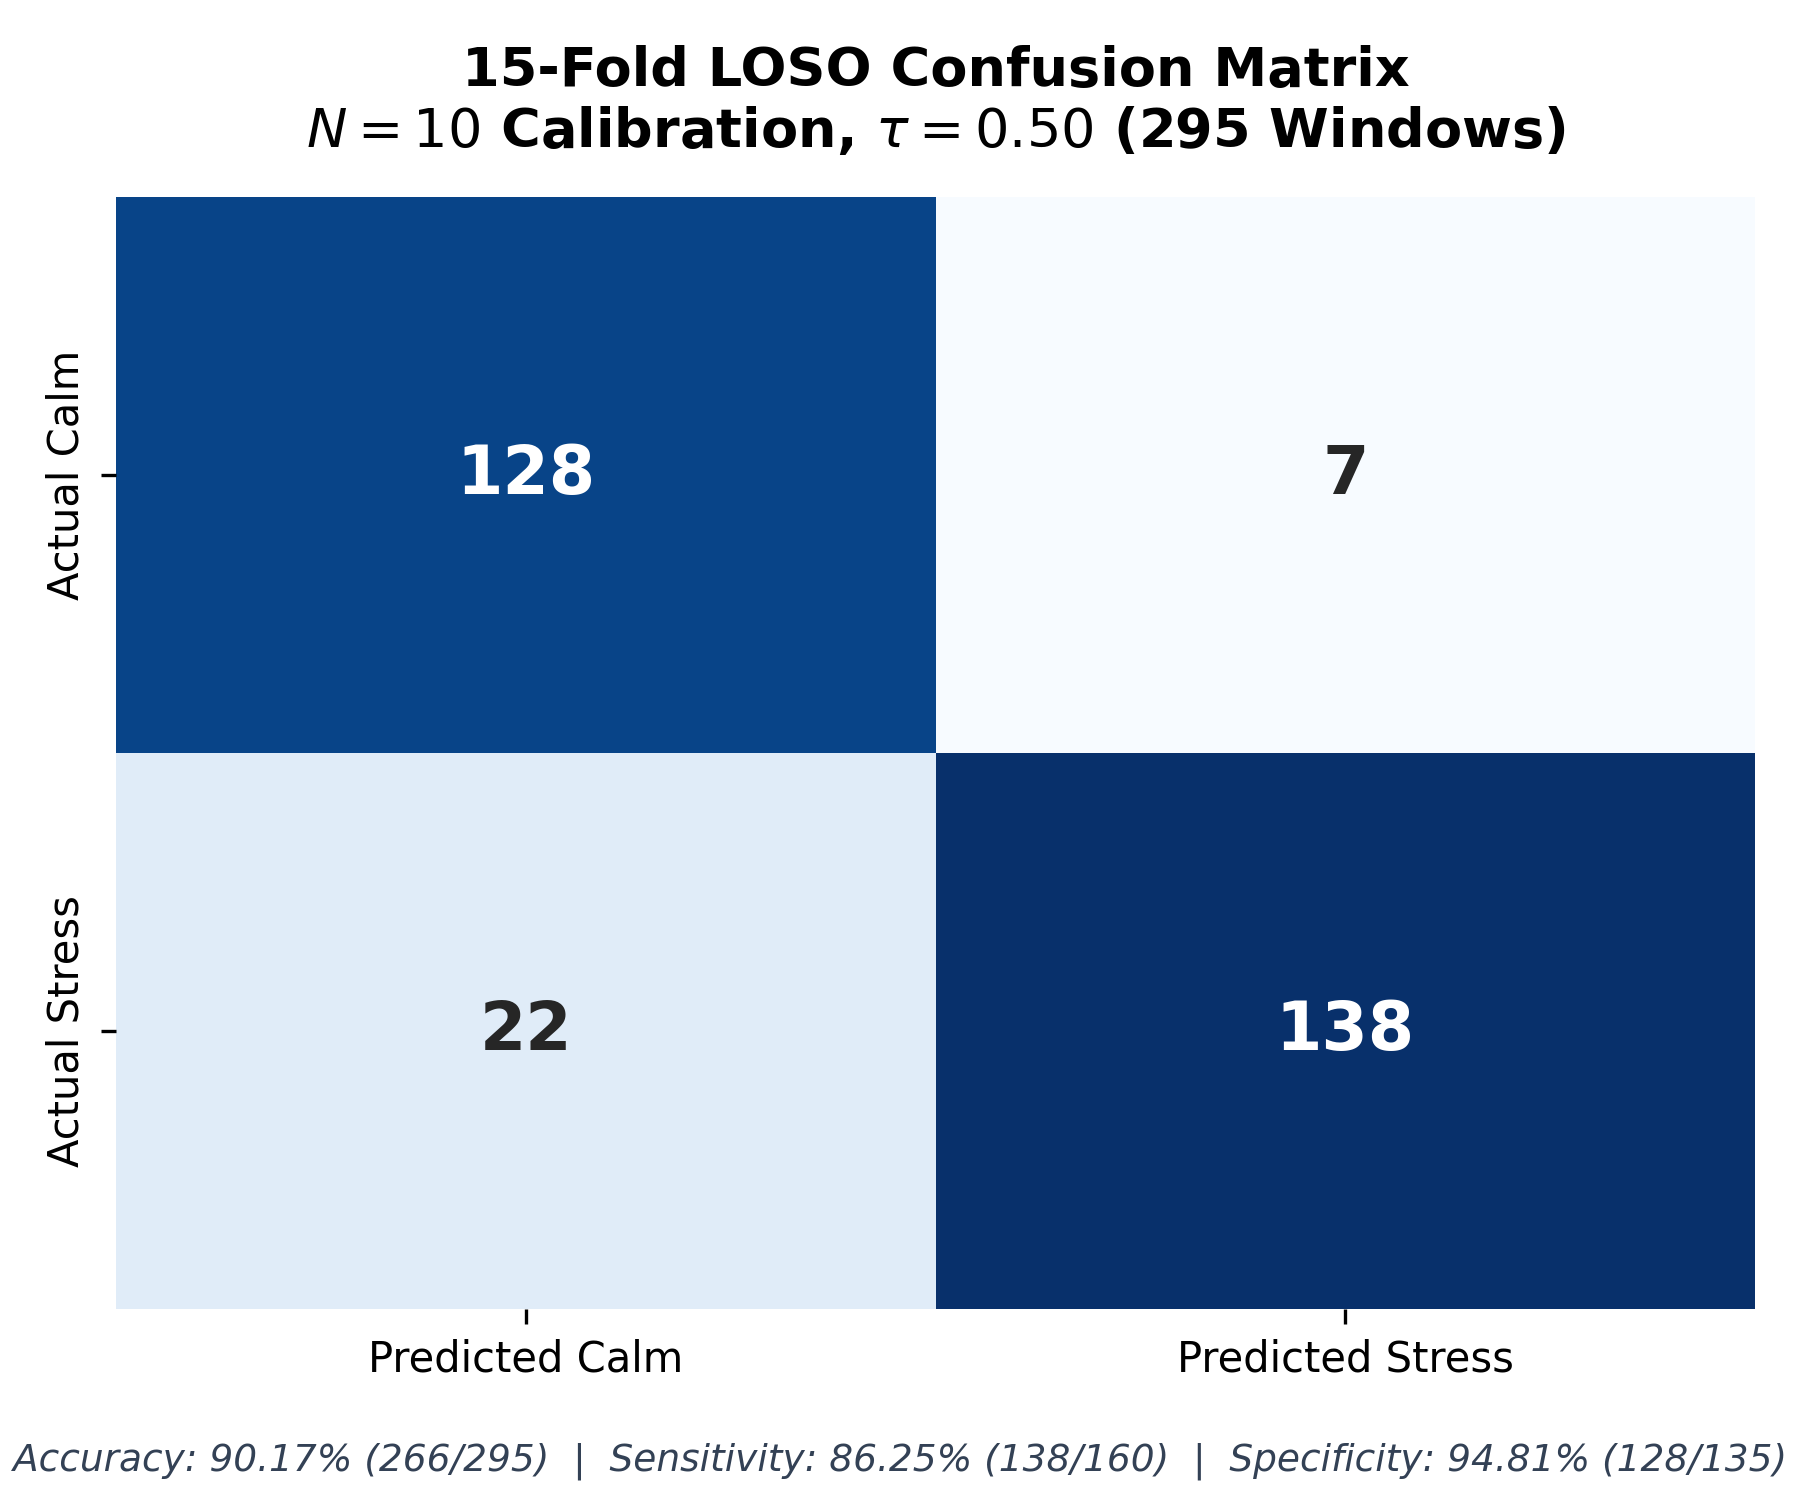 15-Fold LOSO Confusion Matrix
N = 10 Calibration, τ = 0.50 (295 Windows)
Actual Calm
128
7
Actual Stress
22
138
Predicted Calm
Predicted Stress
Accuracy: 90.17% (266/295) | Sensitivity: 86.25% (138/160) | Specificity: 94.81% (128/135)